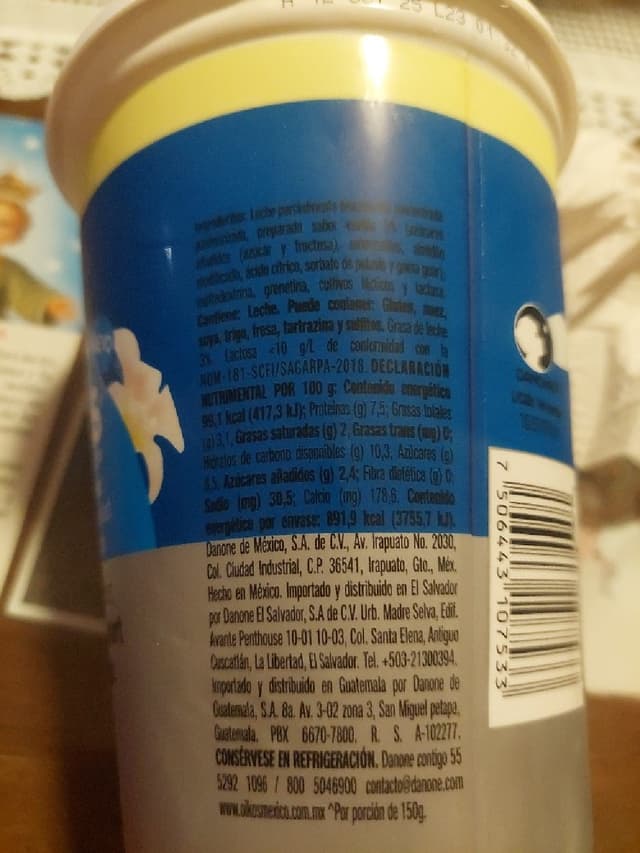 25 L23 01
Leche parcialmente
preparado sabor
(azúcar y fructosa), almidón
modificado, ácido cítrico, sorbato de potasio y goma guar),
maltodextrina, grenetina, cultivos lácticos y lactasa.
Contiene: Leche. Puede contener: Gluten, nuez,
soya, trigo, fresa, tartrazina y sulfitos. Grasa de leche
3% Lactosa <10 g/L de conformidad con la
NOM-181-SCFI/SAGARPA-2018. DECLARACIÓN
NUTRIMENTAL POR 100 g: Contenido energético
99,1 kcal (417,3 kJ); Proteínas (g) 7,5; Grasas totales
(g) 3,1, Grasas saturadas (g) 2, Grasas trans (mg) 0;
Hidratos de carbono disponibles (g) 10,3, Azúcares (g)
8,5, Azúcares añadidos (g) 2,4; Fibra dietética (g) 0;
Sodio (mg) 30,5; Calcio (mg) 178,6. Contenido
energético por envase: 891,9 kcal (3755.7 kJ).
Danone de México, S.A. de C.V., Av. Irapuato No. 2030,
Col. Ciudad Industrial, C.P. 36541, Irapuato, Gto., Méx.
Hecho en México. Importado y distribuido en El Salvador
por Danone El Salvador, S.A de C.V. Urb. Madre Selva, Edif.
Avante Penthouse 10-01 10-03, Col. Santa Elena, Antiguo
Cuscatlán, La Libertad, El Salvador. Tel. +503-21300394.
Importado y distribuido en Guatemala por Danone de
Guatemala, S.A. 8a. Av. 3-02 zona 3, San Miguel petapa,
Guatemala. PBX 6670-7800. R. S. A-102277.
CONSÉRVESE EN REFRIGERACIÓN. Danone contigo 55
5292 1096 / 800 5046900 contacto@danone.com
www.oikosmexico.com.mx ^Por porción de 150g.
7 506443 107533